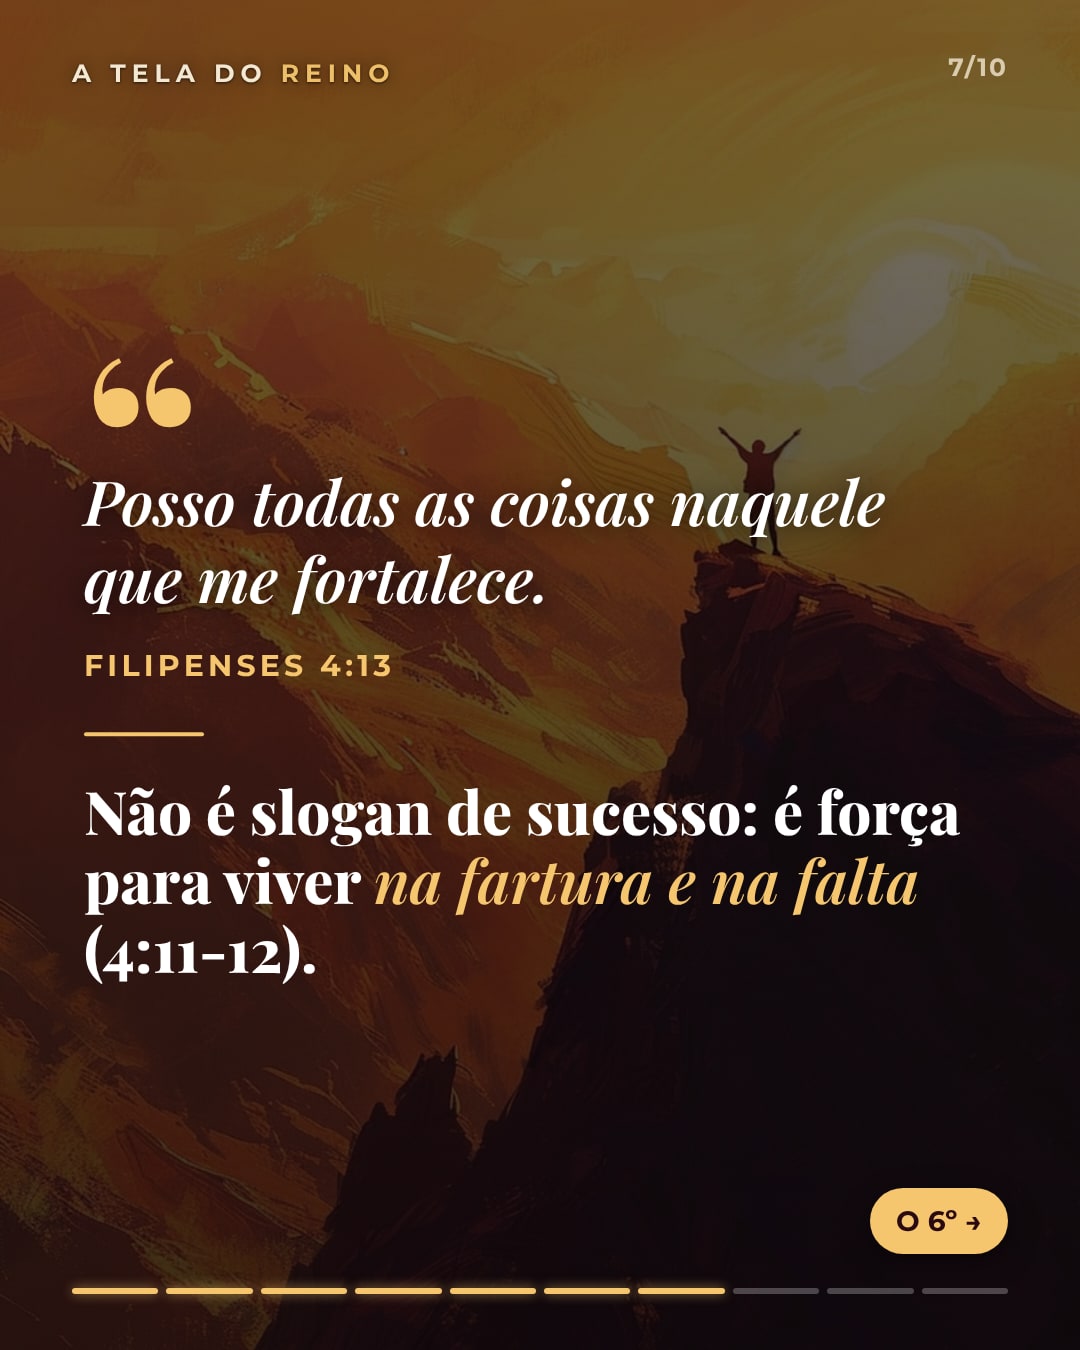 A TELA DO REINO
7/10
“
Posso todas as coisas naquele
que me fortalece.
FILIPENSES 4:13
Não é slogan de sucesso: é força
para viver na fartura e na falta
(4:11-12).
O 6º →